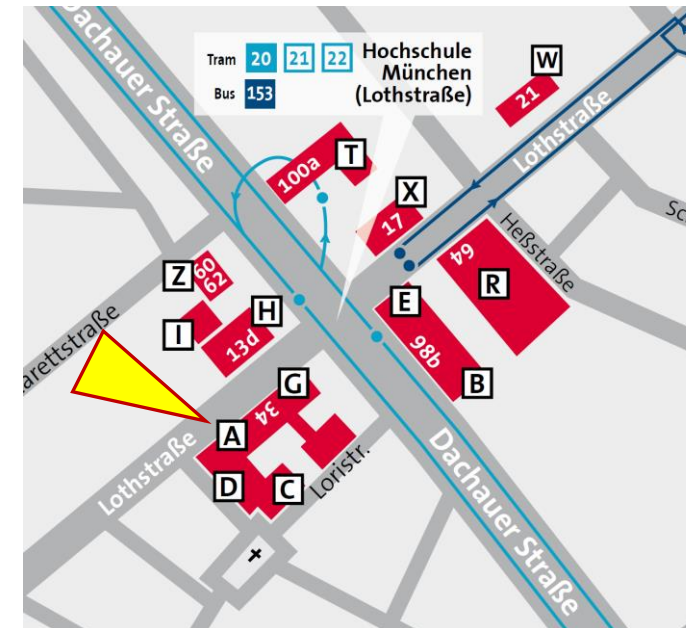 Dachauer Straße
Tram 20 21 22
Bus 153
Hochschule
München
(Lothstraße)
W
21
Lothstraße
T
100a
X
17
Heßstraße
Z
60
62
I
H
13d
E
64
R
98b
B
G
34
A
D
C
Lothstraße
Loristr.
Dachauer Straße